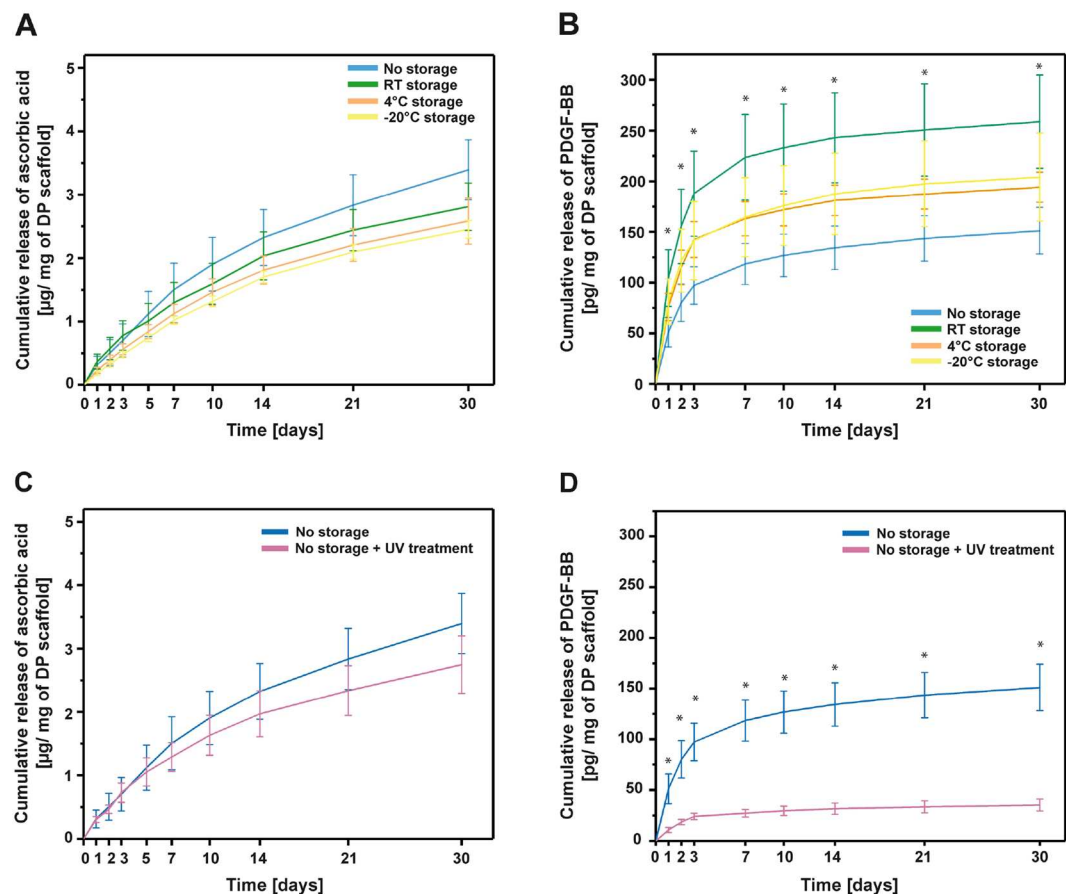 A
Cumulative release of ascorbic acid
[µg/ mg of DP scaffold]
5
4
3
2
1
0
No storage
RT storage
4°C storage
-20°C storage
0 1 2 3 5 7 10 14 21 30
Time [days]
B
Cumulative release of PDGF-BB
[pg/ mg of DP scaffold]
300
250
200
150
100
50
0
* * * * * * * *
No storage
RT storage
4°C storage
-20°C storage
0 1 2 3 7 10 14 21 30
Time [days]
C
Cumulative release of ascorbic acid
[µg/ mg of DP scaffold]
5
4
3
2
1
0
No storage
No storage + UV treatment
0 1 2 3 5 7 10 14 21 30
Time [days]
D
Cumulative release of PDGF-BB
[pg/ mg of DP scaffold]
300
250
200
150
100
50
0
No storage
No storage + UV treatment
* * * * * * * *
0 1 2 3 7 10 14 21 30
Time [days]